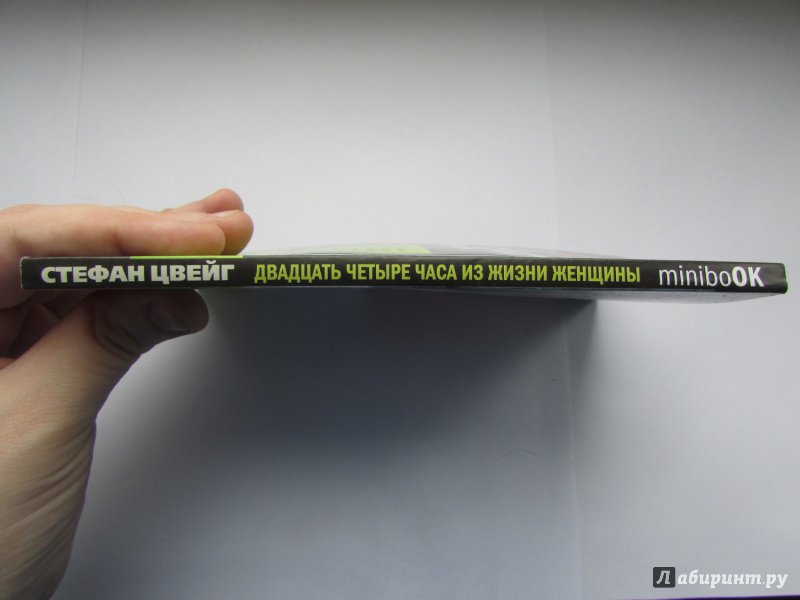 СТЕФАН ЦВЕЙГ ДВАДЦАТЬ ЧЕТЫРЕ ЧАСА ИЗ ЖИЗНИ ЖЕНЩИНЫ miniboOK
Л Лабиринт.ру